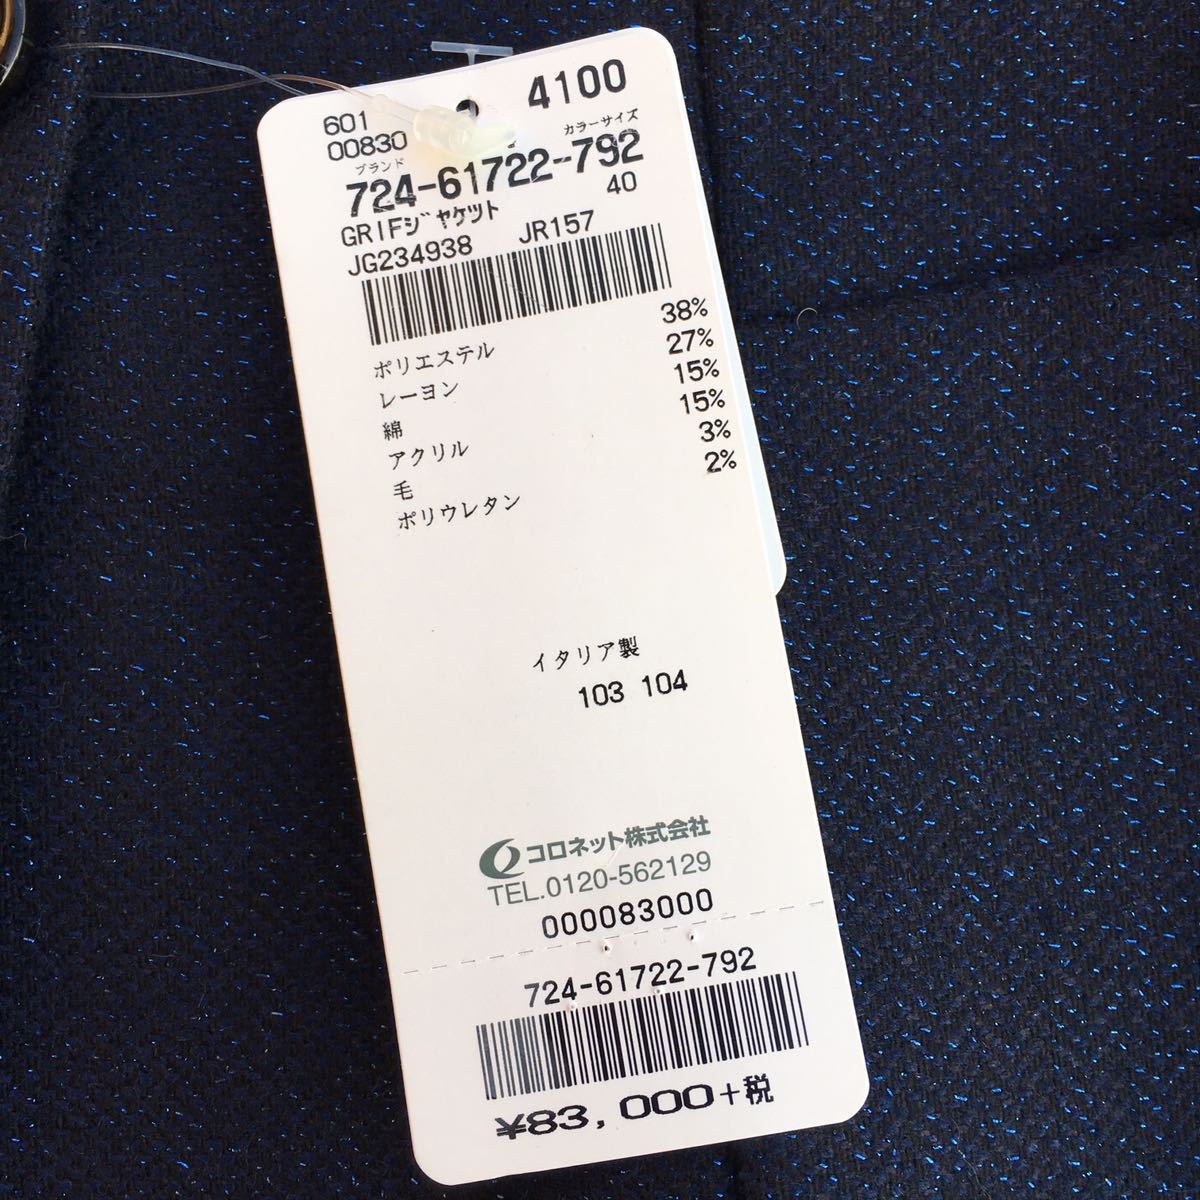 4100
601
00830
ブランド
カラーサイズ
724-61722-792
GRIFジャケット
40
JG234938 JR157
ポリエステル 38%
レーヨン 27%
綿 15%
アクリル 15%
毛 3%
ポリウレタン 2%
イタリア製
103 104
コロネット株式会社
TEL.0120-562129
000083000
724-61722-792
¥83,000+税